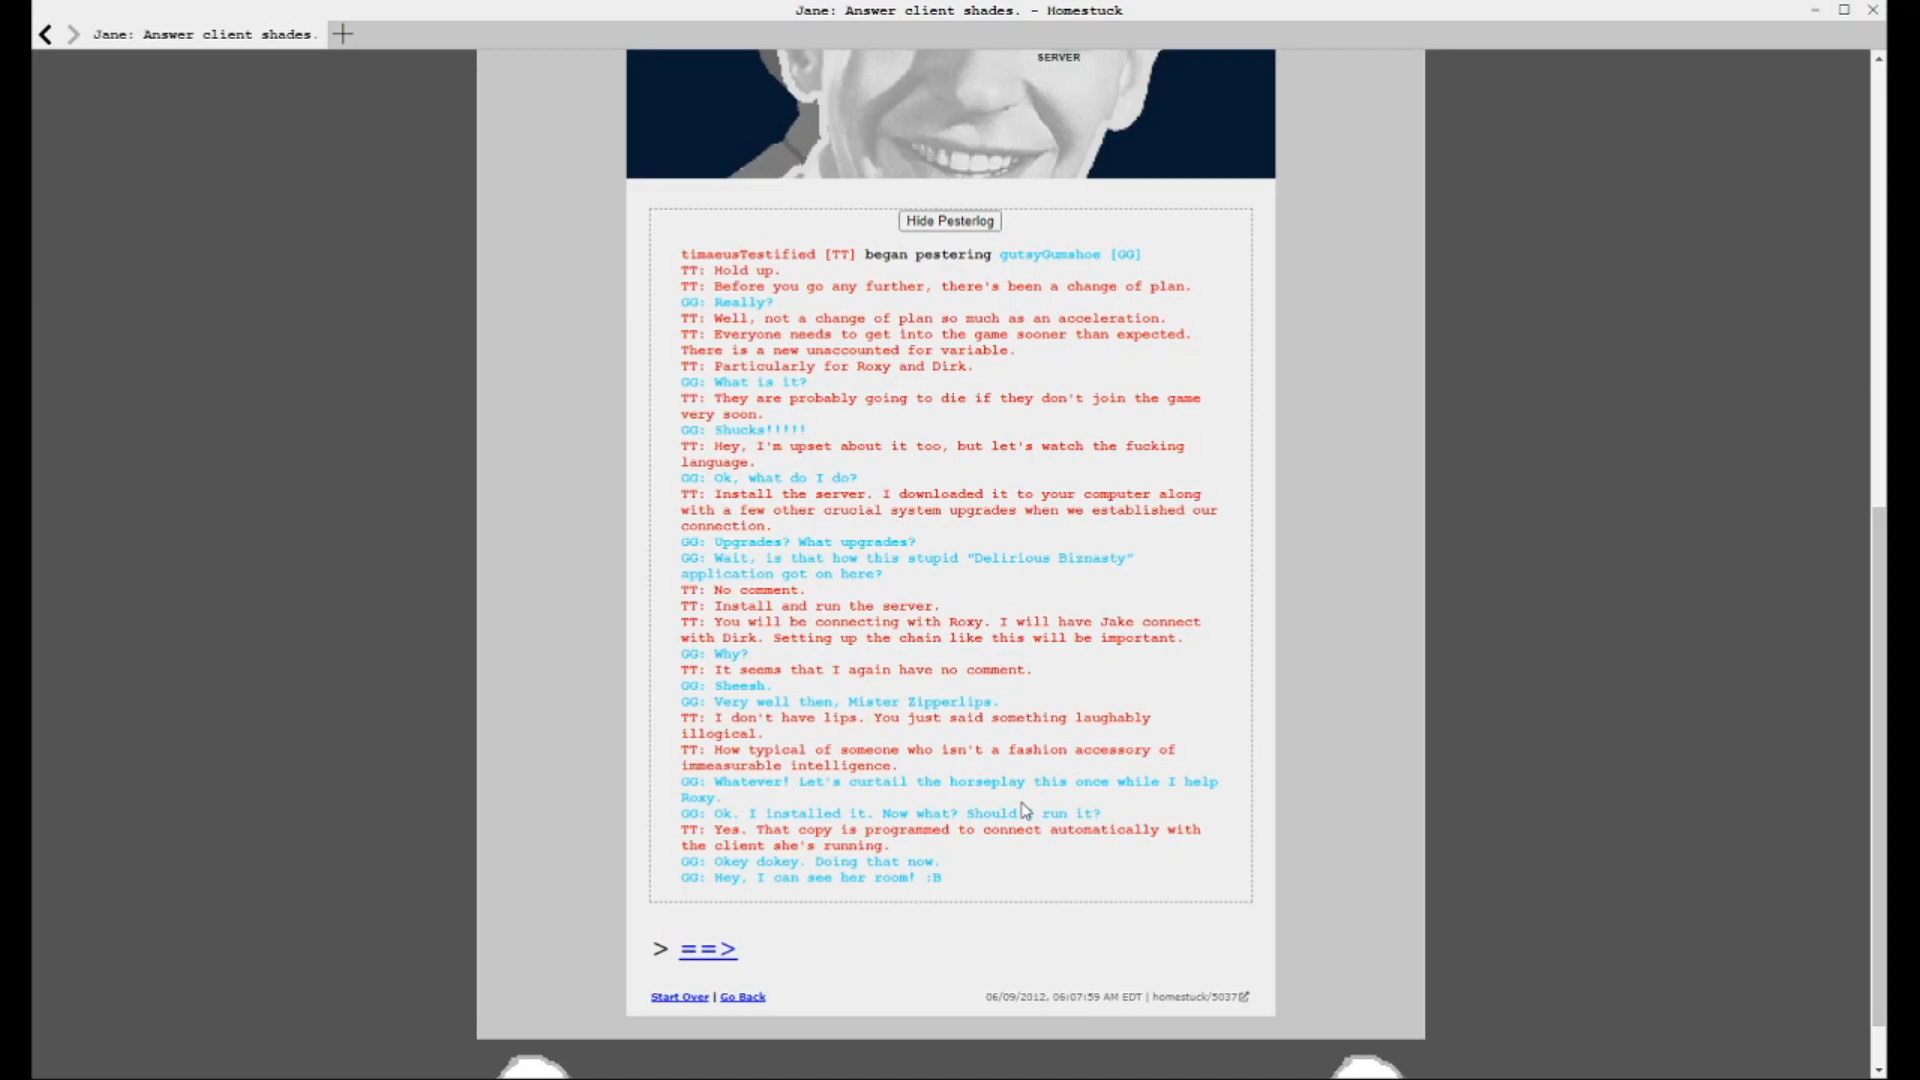 Jane: Answer client shades. - Homestuck
Jane: Answer client shades.
SERVER
Hide Pesterlog
timaeusTestified [TT] began pestering gutsyGumshoe [GG]
TT: Hold up.
TT: Before you go any further, there's been a change of plan.
GG: Really?
TT: Well, not a change of plan so much as an acceleration.
TT: Everyone needs to get into the game sooner than expected.
There is a new unaccounted for variable.
TT: Particularly for Roxy and Dirk.
GG: What is it?
TT: They are probably going to die if they don't join the game
very soon.
GG: Shucks!!!!!
TT: Hey, I'm upset about it too, but let's watch the fucking
language.
GG: Ok, what do I do?
TT: Install the server. I downloaded it to your computer along
with a few other crucial system upgrades when we established our
connection.
GG: Upgrades? What upgrades?
GG: Wait, is that how this stupid "Delirious Biznasty"
application got on here?
TT: No comment.
TT: Install and run the server.
TT: You will be connecting with Roxy. I will have Jake connect
with Dirk. Setting up the chain like this will be important.
GG: Why?
TT: It seems that I again have no comment.
GG: Sheesh.
GG: Very well then, Mister Zipperlips.
TT: I don't have lips. You just said something laughably
illogical.
TT: How typical of someone who isn't a fashion accessory of
immeasurable intelligence.
GG: Whatever! Let's curtail the horseplay this once while I help
Roxy.
GG: Ok. I installed it. Now what? Should run it?
TT: Yes. That copy is programmed to connect automatically with
the client she's running.
GG: Okey dokey. Doing that now.
GG: Hey, I can see her room! :B
> ==>
Start Over | Go Back
06/09/2012, 06:07:59 AM EDT | homestuck/5037